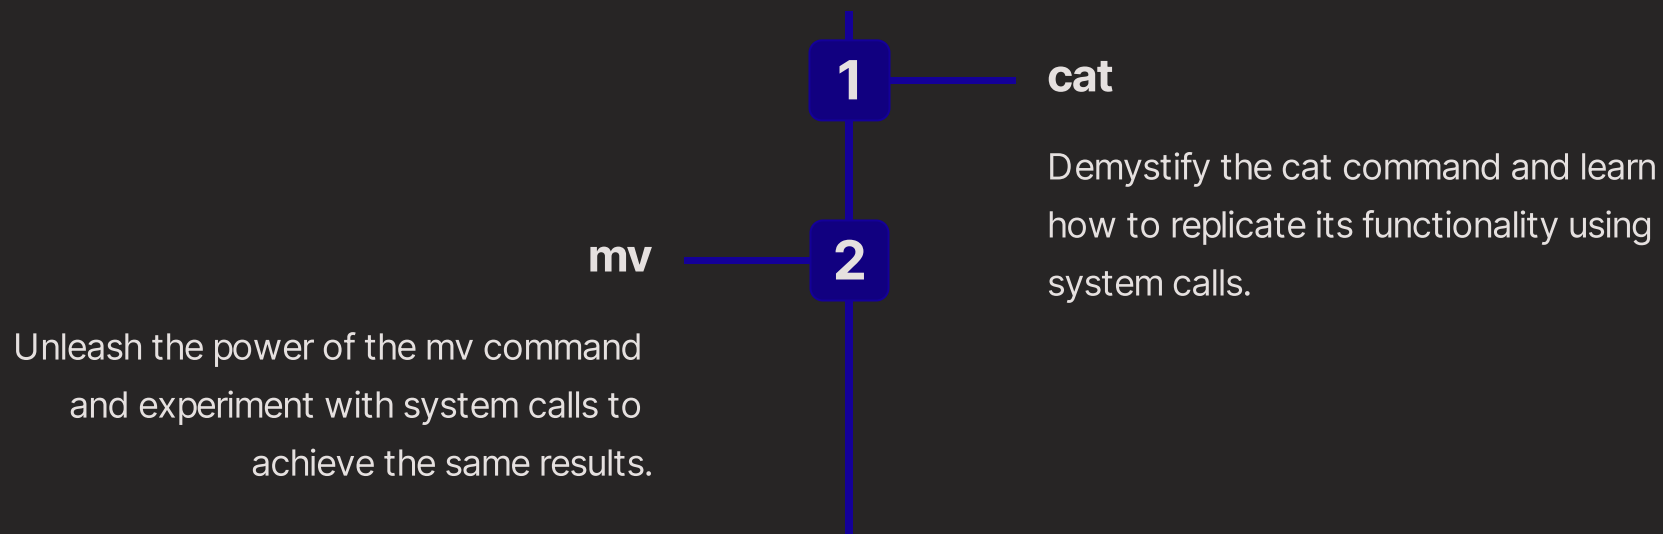 1
cat
Demystify the cat command and learn
how to replicate its functionality using
system calls.
2
mv
Unleash the power of the mv command
and experiment with system calls to
achieve the same results.